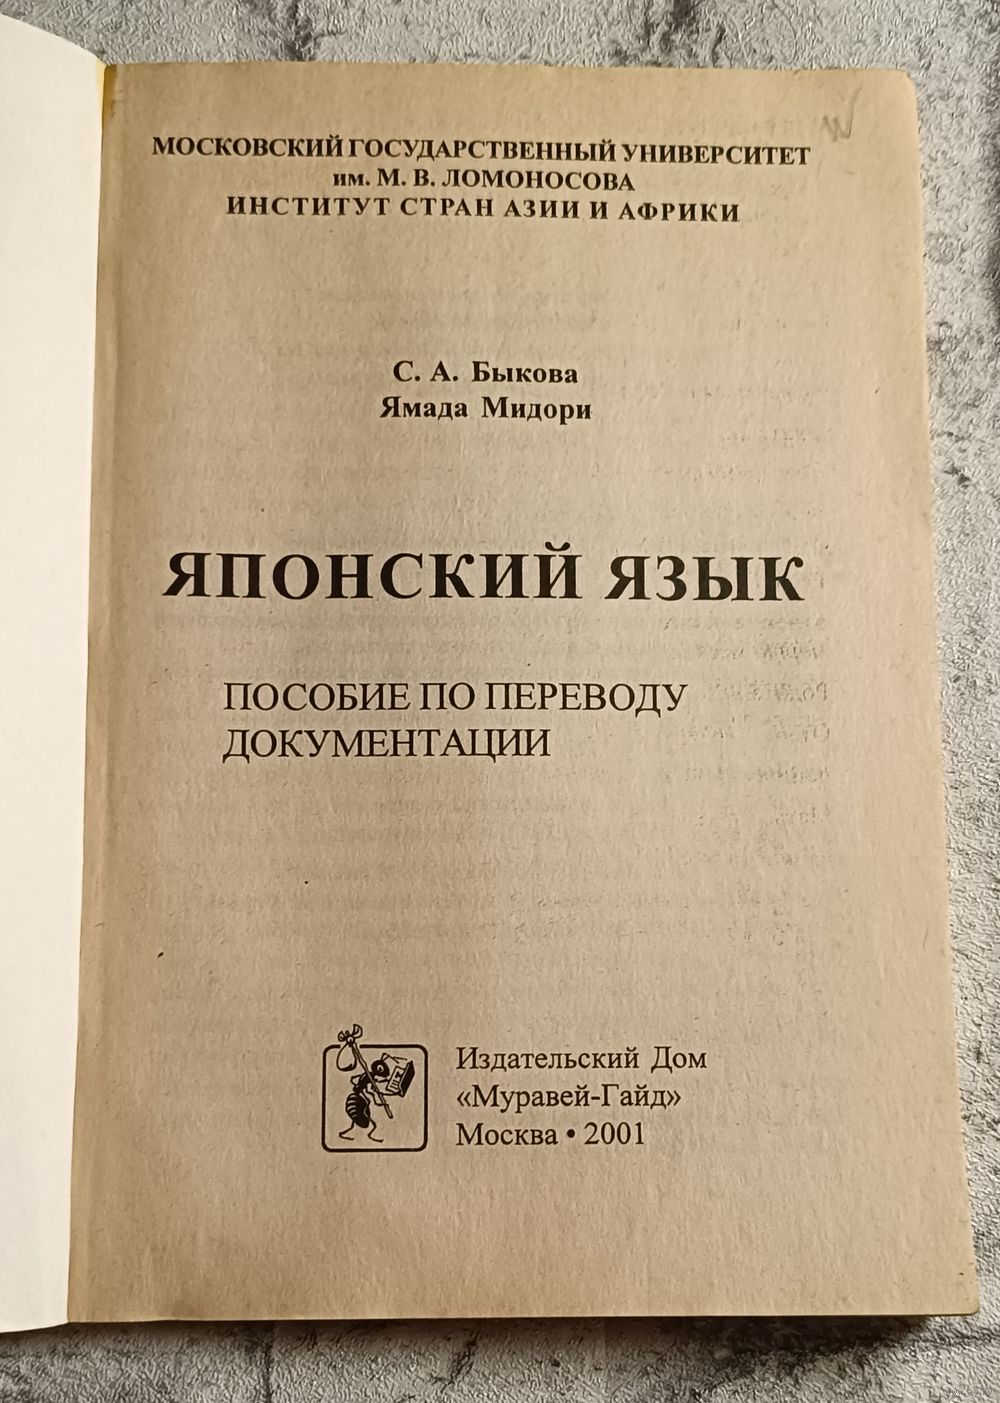 МОСКОВСКИЙ ГОСУДАРСТВЕННЫЙ УНИВЕРСИТЕТ
им. М. В. ЛОМОНОСОВА
ИНСТИТУТ СТРАН АЗИИ И АФРИКИ
С. А. Быкова
Ямада Мидори
ЯПОНСКИЙ ЯЗЫК
ПОСОБИЕ ПО ПЕРЕВОДУ
ДОКУМЕНТАЦИИ
Издательский Дом
«Муравей-Гайд»
Москва • 2001